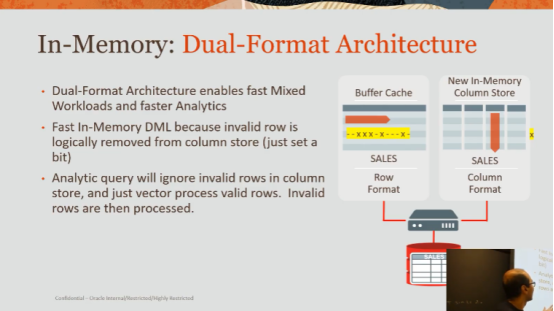 In-Memory: Dual-Format Architecture
• Dual-Format Architecture enables fast Mixed
Workloads and faster Analytics
• Fast In-Memory DML because invalid row is
logically removed from column store (just set a
bit)
• Analytic query will ignore invalid rows in column
store, and just vector process valid rows. Invalid
rows are then processed.
Buffer Cache
--xxx-x---x-
SALES
Row
Format
New In-Memory
Column Store
x
SALES
Column
Format
SALES
Confidential – Oracle Internal/Restricted/Highly Restricted